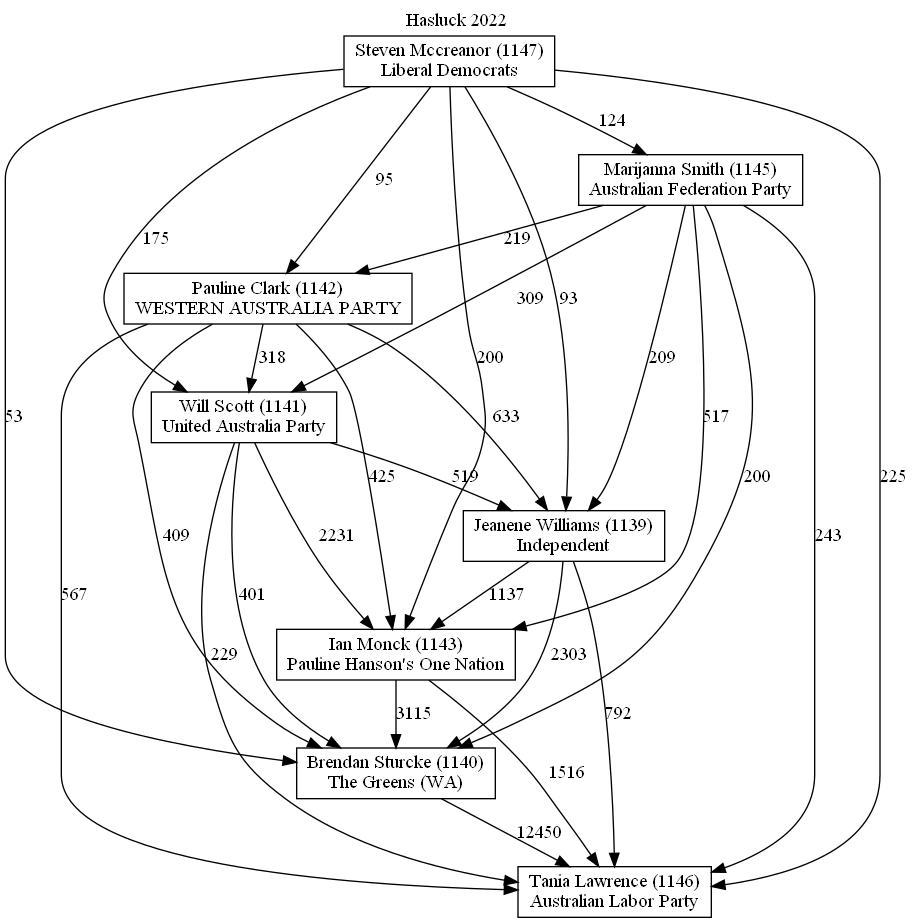 Hasluck 2022
Steven Mccreanor (1147)
Liberal Democrats
124
Marijanna Smith (1145)
Australian Federation Party
95
175
219
Pauline Clark (1142)
WESTERN AUSTRALIA PARTY
309
93
318
200
209
Will Scott (1141)
United Australia Party
53
633
517
425
519
200
225
Jeanene Williams (1139)
Independent
409
2231
243
567
401
1137
Ian Monck (1143)
Pauline Hanson's One Nation
229
2303
3115
792
Brendan Sturcke (1140)
The Greens (WA)
1516
12450
Tania Lawrence (1146)
Australian Labor Party